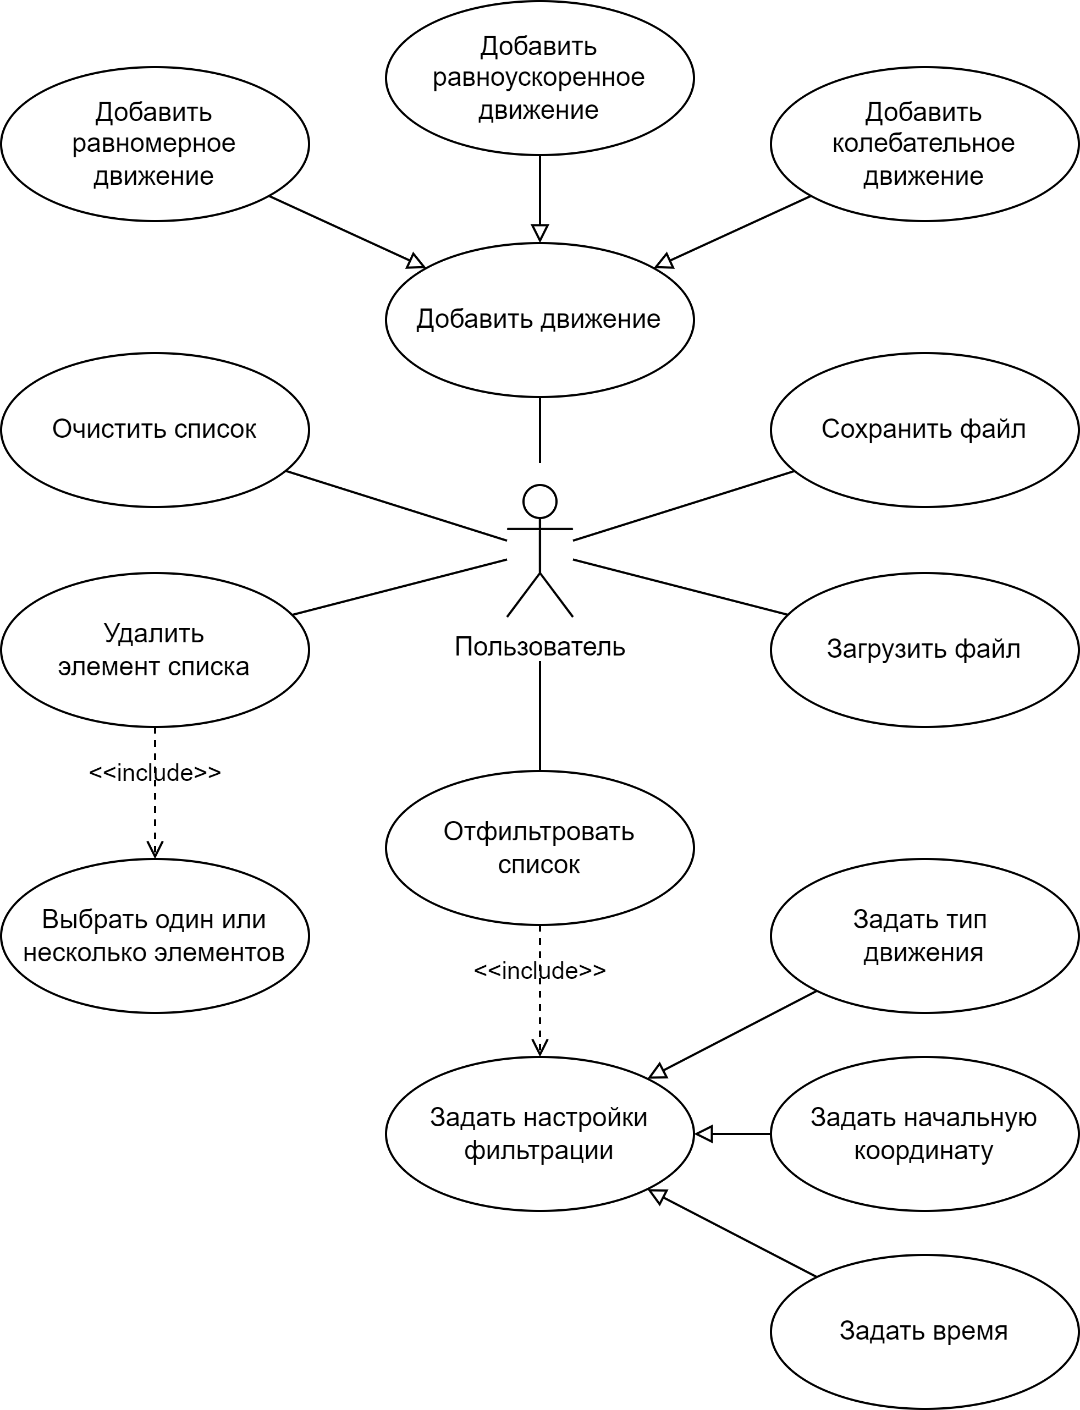 Добавить
равноускоренное
движение
Добавить
равномерное
движение
Добавить
колебательное
движение
Добавить движение
Очистить список
Сохранить файл
Удалить
элемент списка
Пользователь
Загрузить файл
<<include>>
Отфильтровать
список
Выбрать один или
несколько элементов
<<include>>
Задать тип
движения
Задать настройки
фильтрации
Задать начальную
координату
Задать время